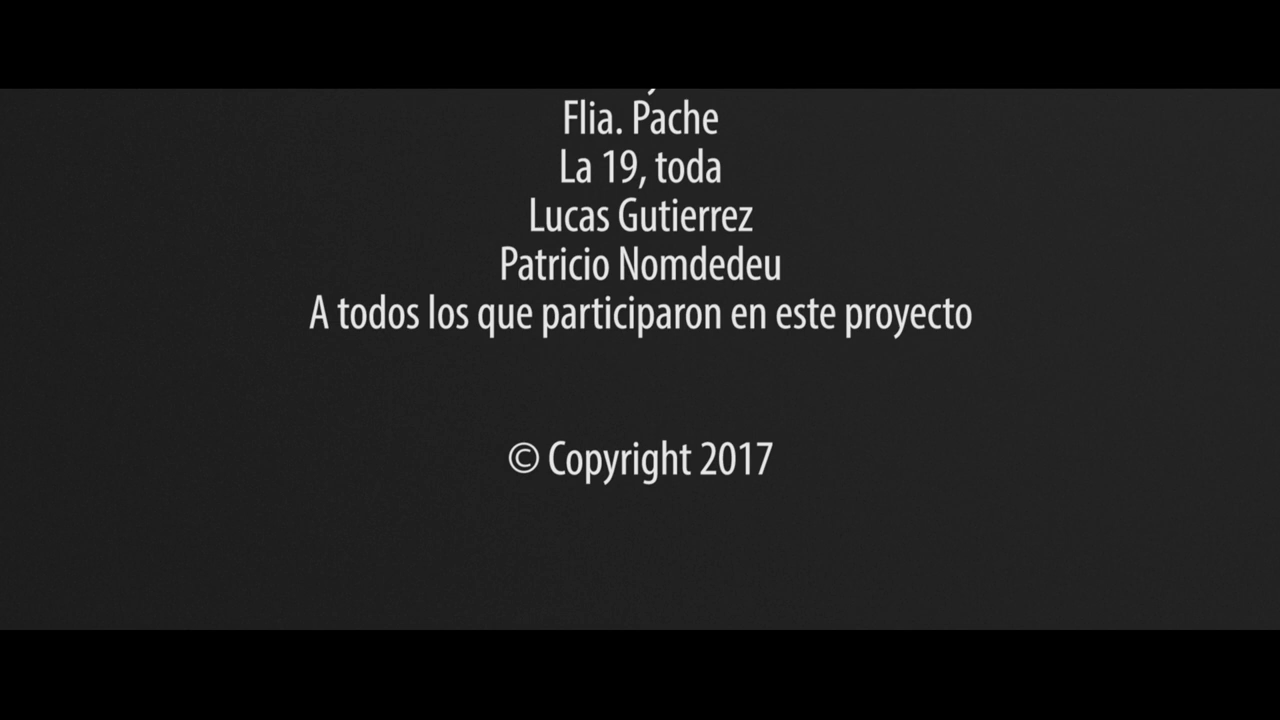 Flia. Pache
La 19, toda
Lucas Gutierrez
Patricio Nomdedeu
A todos los que participaron en este proyecto
© Copyright 2017